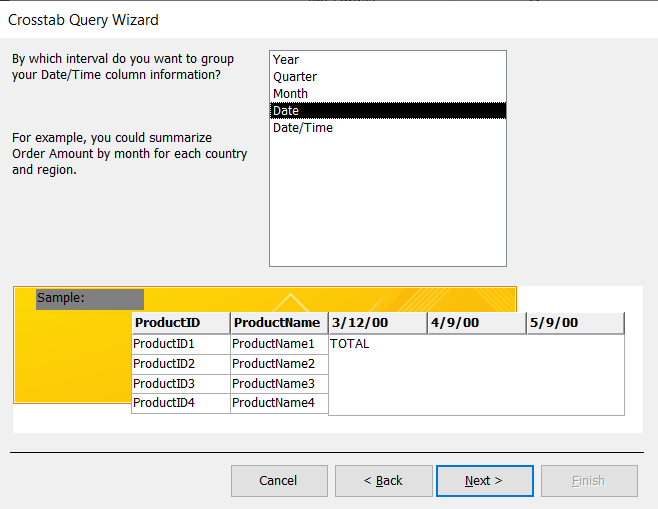 Crosstab Query Wizard
By which interval do you want to group
your Date/Time column information?
Year
Quarter
Month
Date
Date/Time
For example, you could summarize
Order Amount by month for each country
and region.
Sample:
ProductID ProductName 3/12/00 4/9/00 5/9/00
ProductID1 ProductName1 TOTAL
ProductID2 ProductName2
ProductID3 ProductName3
ProductID4 ProductName4
Cancel < Back Next > Finish